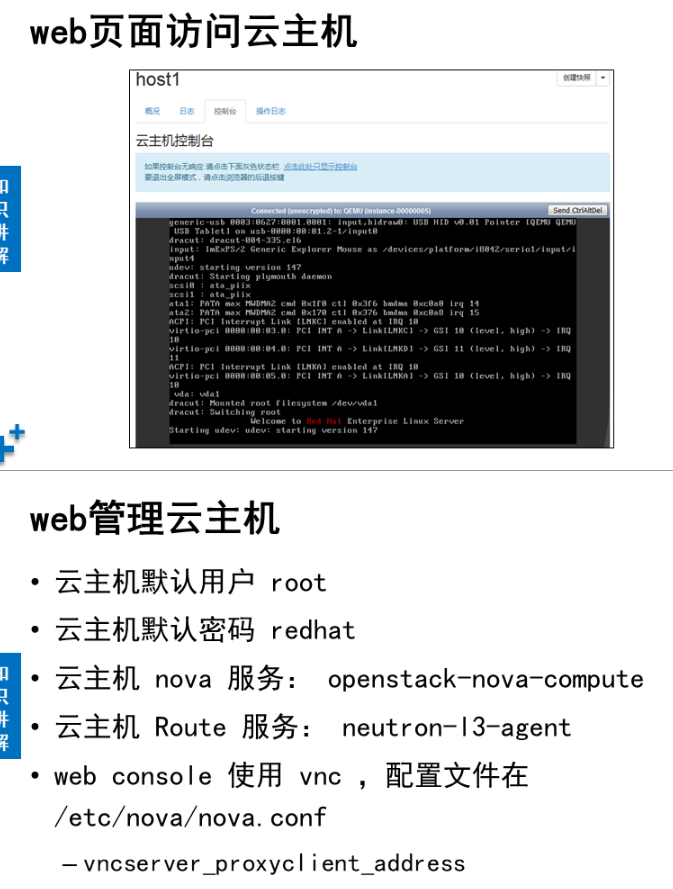 web页面访问云主机
host1
创建快照
概况 日志 控制台 操作日志
云主机控制台
如果控制台无响应:请点击下面灰色状态栏. 点击此处只显示控制台
要退出全屏模式，请点击浏览器的后退按键
Connected (unencrypted) to: QEMU (instance-00000005)
Send CtrlAltDel
generic-usb 0003:0627:0001.0001: input,hidraw0: USB HID v0.01 Pointer [QEMU QEMU
USB Tablet] on usb-0000:00:01.2-1/input0
dracut: dracut-004-335.el6
input: ImExPS/2 Generic Explorer Mouse as /devices/platform/i8042/serio1/input/i
nput4
udev: starting version 147
dracut: Starting plymouth daemon
scsi0 : ata_piix
scsi1 : ata_piix
ata1: PATA max MWDMA2 cmd 0x1f0 ctl 0x3f6 bmdma 0xc0a0 irq 14
ata2: PATA max MWDMA2 cmd 0x170 ctl 0x376 bmdma 0xc0a8 irq 15
ACPI: PCI Interrupt Link [LNKC] enabled at IRQ 10
virtio-pci 0000:00:03.0: PCI INT A -> Link[LNKC] -> GSI 10 (level, high) -> IRQ
10
virtio-pci 0000:00:04.0: PCI INT A -> Link[LNKD] -> GSI 11 (level, high) -> IRQ
11
ACPI: PCI Interrupt Link [LNKA] enabled at IRQ 10
virtio-pci 0000:00:05.0: PCI INT A -> Link[LNKA] -> GSI 10 (level, high) -> IRQ
10
vda: vda1
dracut: Mounted root filesystem /dev/vda1
dracut: Switching root
Welcome to Red Hat Enterprise Linux Server
Starting udev: udev: starting version 147
web管理云主机
• 云主机默认用户 root
• 云主机默认密码 redhat
• 云主机 nova 服务： openstack-nova-compute
• 云主机 Route 服务： neutron-l3-agent
• web console 使用 vnc ，配置文件在
/etc/nova/nova.conf
– vncserver_proxyclient_address